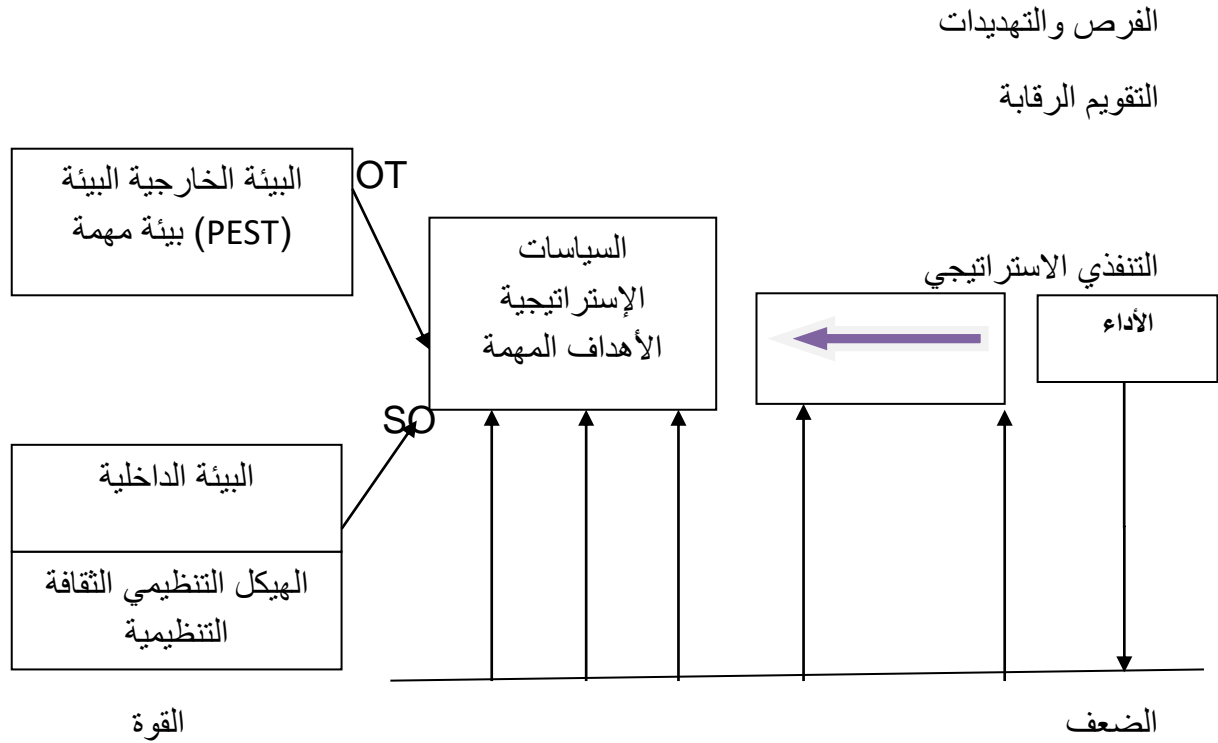 الفرص والتهديدات
التقويم الرقابة
البيئة الخارجية البيئة
(PEST) بيئة مهمة
OT
السياسات
الإستراتيجية
الأهداف المهمة
التنفذي الاستراتيجي
الأداء
SO
البيئة الداخلية
الهيكل التنظيمي الثقافة
التنظيمية
القوة
الضعف